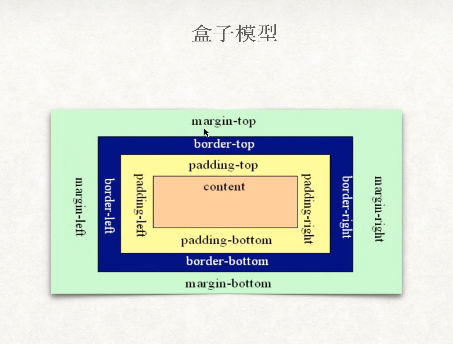 盒子模型
margin-top
border-top
padding-top
content
margin-left
border-left
padding-left
padding-right
border-right
margin-right
padding-bottom
border-bottom
margin-bottom